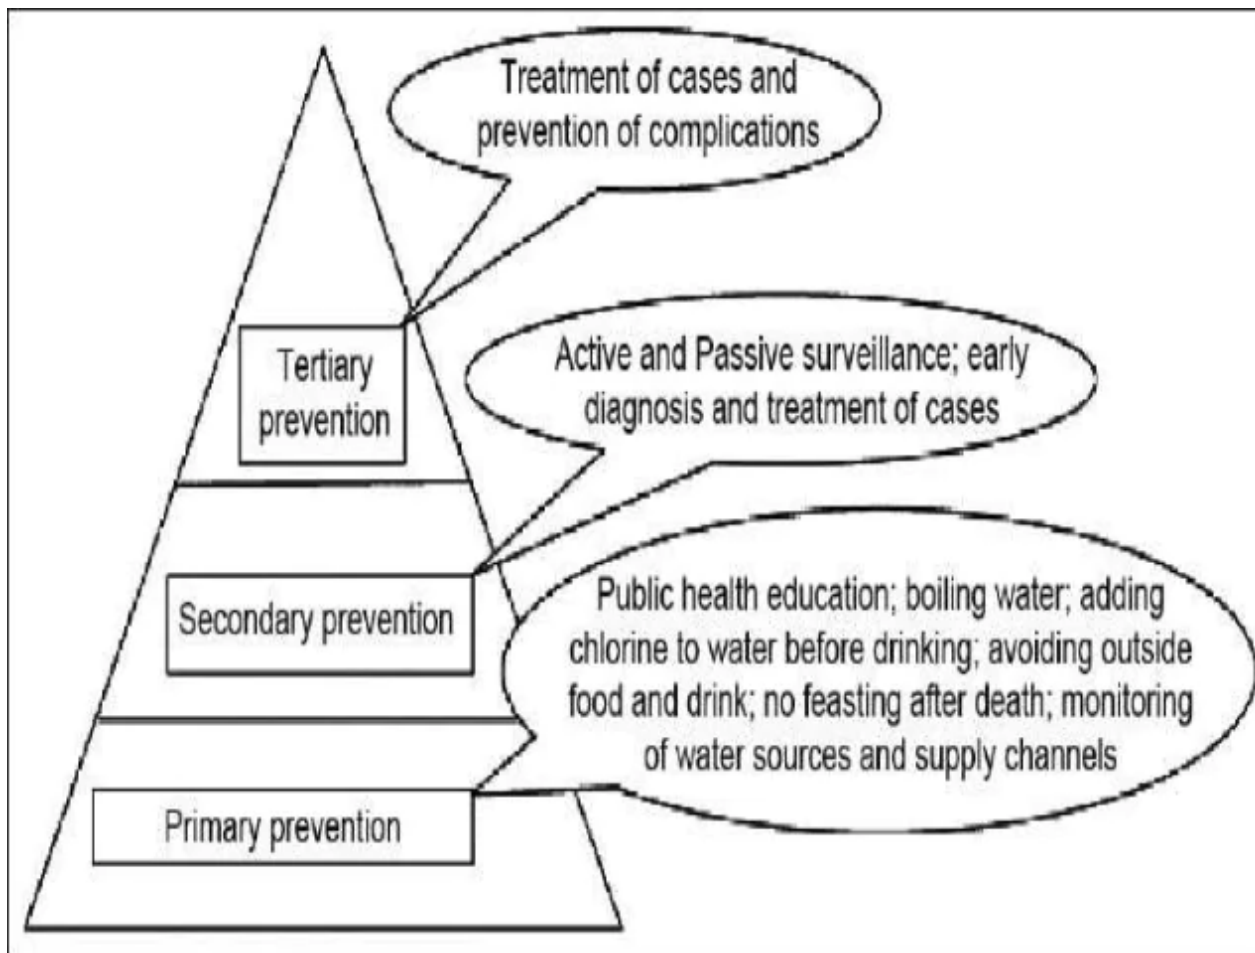 Treatment of cases and
prevention of complications
Tertiary
prevention
Active and Passive surveillance; early
diagnosis and treatment of cases
Secondary prevention
Public health education; boiling water; adding
chlorine to water before drinking; avoiding outside
food and drink; no feasting after death; monitoring
of water sources and supply channels
Primary prevention